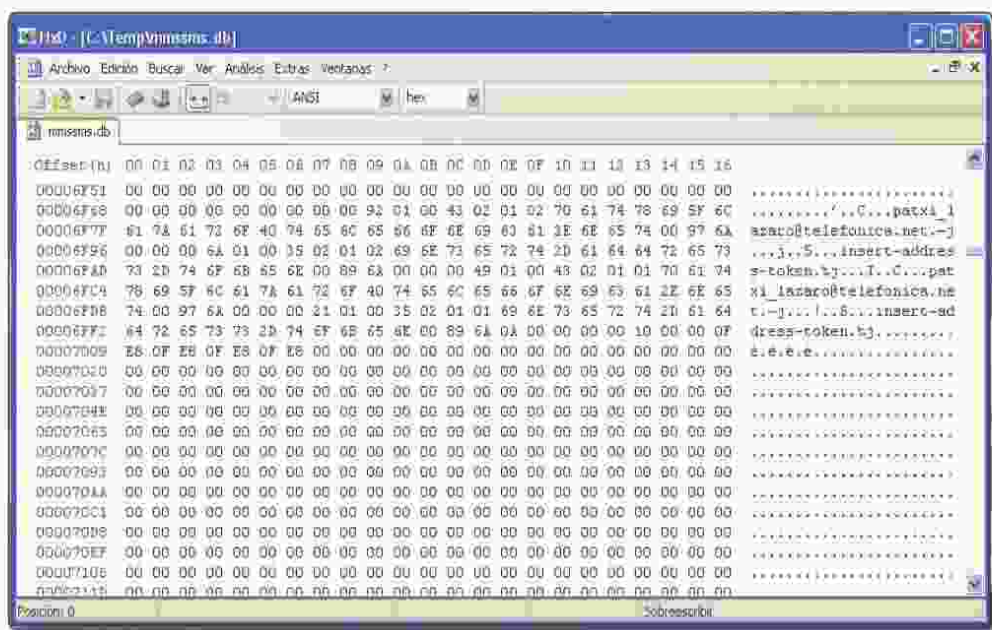 HxD - [C:\Temp\mmssms.db]
Archivo Edición Buscar Ver Análisis Extras Ventanas ?
ANSI hex
mmssms.db
Offset(h) 00 01 02 03 04 05 06 07 08 09 0A 0B 0C 0D 0E 0F 10 11 12 13 14 15 16
00006F51 00 00 00 00 00 00 00 00 00 00 00 00 00 00 00 00 00 00 00 00 00 00 00 .......................
00006F68 00 00 00 00 00 00 00 00 00 92 01 00 43 02 01 02 70 61 74 78 69 5F 6C .........’..C...patxi_l
00006F7F 61 7A 61 72 6F 40 74 65 6C 65 66 6F 6E 69 63 61 2E 6E 65 74 00 97 6A azaro@telefonica.net.—j
00006F96 00 00 00 6A 01 00 35 02 01 02 69 6E 73 65 72 74 2D 61 64 64 72 65 73 ...j..5...insert-addres
00006FAD 73 2D 74 6F 6B 65 6E 00 89 6A 00 00 00 49 01 00 43 02 01 01 70 61 74 s-token.‰j...I..C...pat
00006FC4 78 69 5F 6C 61 7A 61 72 6F 40 74 65 6C 65 66 6F 6E 69 63 61 2E 6E 65 xi_lazaro@telefonica.ne
00006FDB 74 00 97 6A 00 00 00 21 01 00 35 02 01 01 69 6E 73 65 72 74 2D 61 64 t.—j...!..5...insert-ad
00006FF2 64 72 65 73 73 2D 74 6F 6B 65 6E 00 89 6A 0A 00 00 00 00 10 00 00 0F dress-token.‰j.........
00007009 E8 0F E8 0F E8 0F E8 00 00 00 00 00 00 00 00 00 00 00 00 00 00 00 00 è.è.è.è................
00007020 00 00 00 00 00 00 00 00 00 00 00 00 00 00 00 00 00 00 00 00 00 00 00 .......................
00007037 00 00 00 00 00 00 00 00 00 00 00 00 00 00 00 00 00 00 00 00 00 00 00 .......................
0000704E 00 00 00 00 00 00 00 00 00 00 00 00 00 00 00 00 00 00 00 00 00 00 00 .......................
00007065 00 00 00 00 00 00 00 00 00 00 00 00 00 00 00 00 00 00 00 00 00 00 00 .......................
0000707C 00 00 00 00 00 00 00 00 00 00 00 00 00 00 00 00 00 00 00 00 00 00 00 .......................
00007093 00 00 00 00 00 00 00 00 00 00 00 00 00 00 00 00 00 00 00 00 00 00 00 .......................
000070AA 00 00 00 00 00 00 00 00 00 00 00 00 00 00 00 00 00 00 00 00 00 00 00 .......................
000070C1 00 00 00 00 00 00 00 00 00 00 00 00 00 00 00 00 00 00 00 00 00 00 00 .......................
000070D8 00 00 00 00 00 00 00 00 00 00 00 00 00 00 00 00 00 00 00 00 00 00 00 .......................
000070EF 00 00 00 00 00 00 00 00 00 00 00 00 00 00 00 00 00 00 00 00 00 00 00 .......................
00007106 00 00 00 00 00 00 00 00 00 00 00 00 00 00 00 00 00 00 00 00 00 00 00 .......................
Posición: 0 Sobreescribir